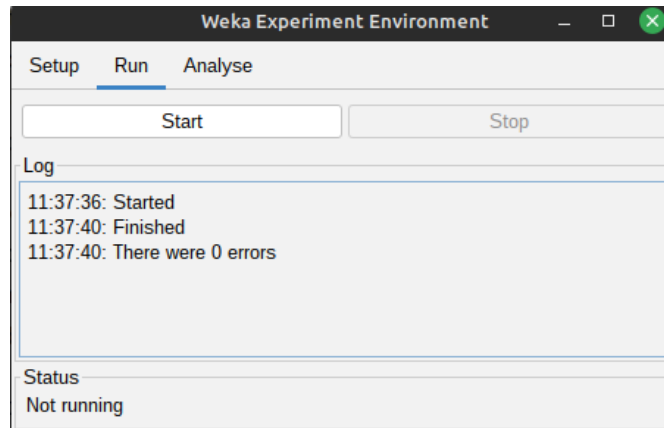 Weka Experiment Environment
Setup Run Analyse
Start Stop
Log
11:37:36: Started
11:37:40: Finished
11:37:40: There were 0 errors
Status
Not running